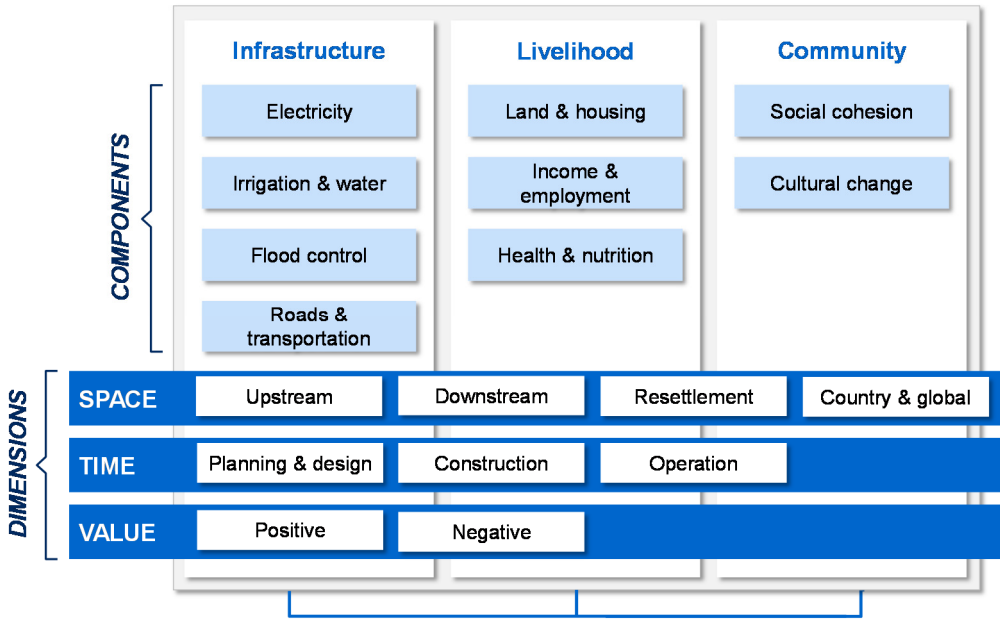 Infrastructure
Livelihood
Community
COMPONENTS
Electricity
Land & housing
Social cohesion
Irrigation & water
Income &
employment
Cultural change
Flood control
Health & nutrition
Roads &
transportation
DIMENSIONS
SPACE
Upstream
Downstream
Resettlement
Country & global
TIME
Planning & design
Construction
Operation
VALUE
Positive
Negative